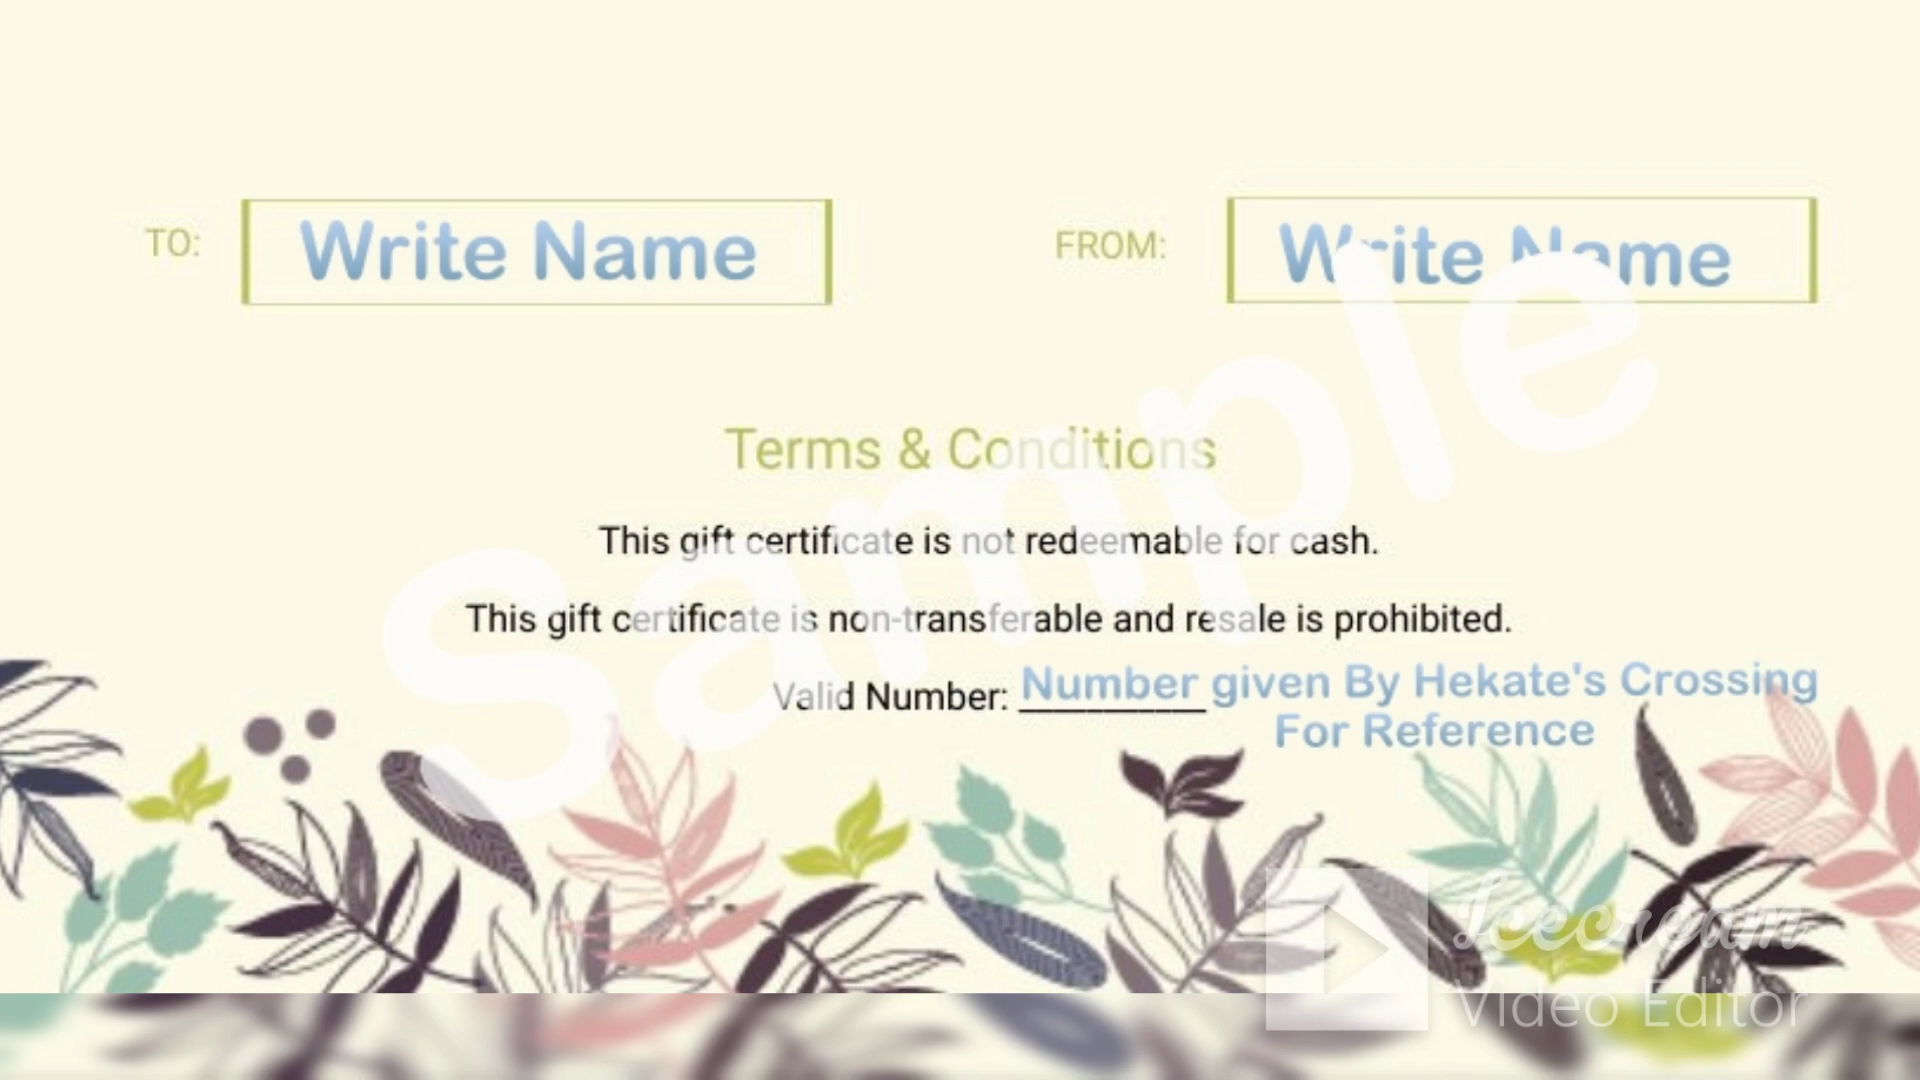 TO: Write Name FROM: Write Name
Terms & Conditions
This gift certificate is not redeemable for cash.
This gift certificate is non-transferable and resale is prohibited.
Valid Number: __________ Number given By Hekate's Crossing
For Reference
Sample
Icecream
Video Editor